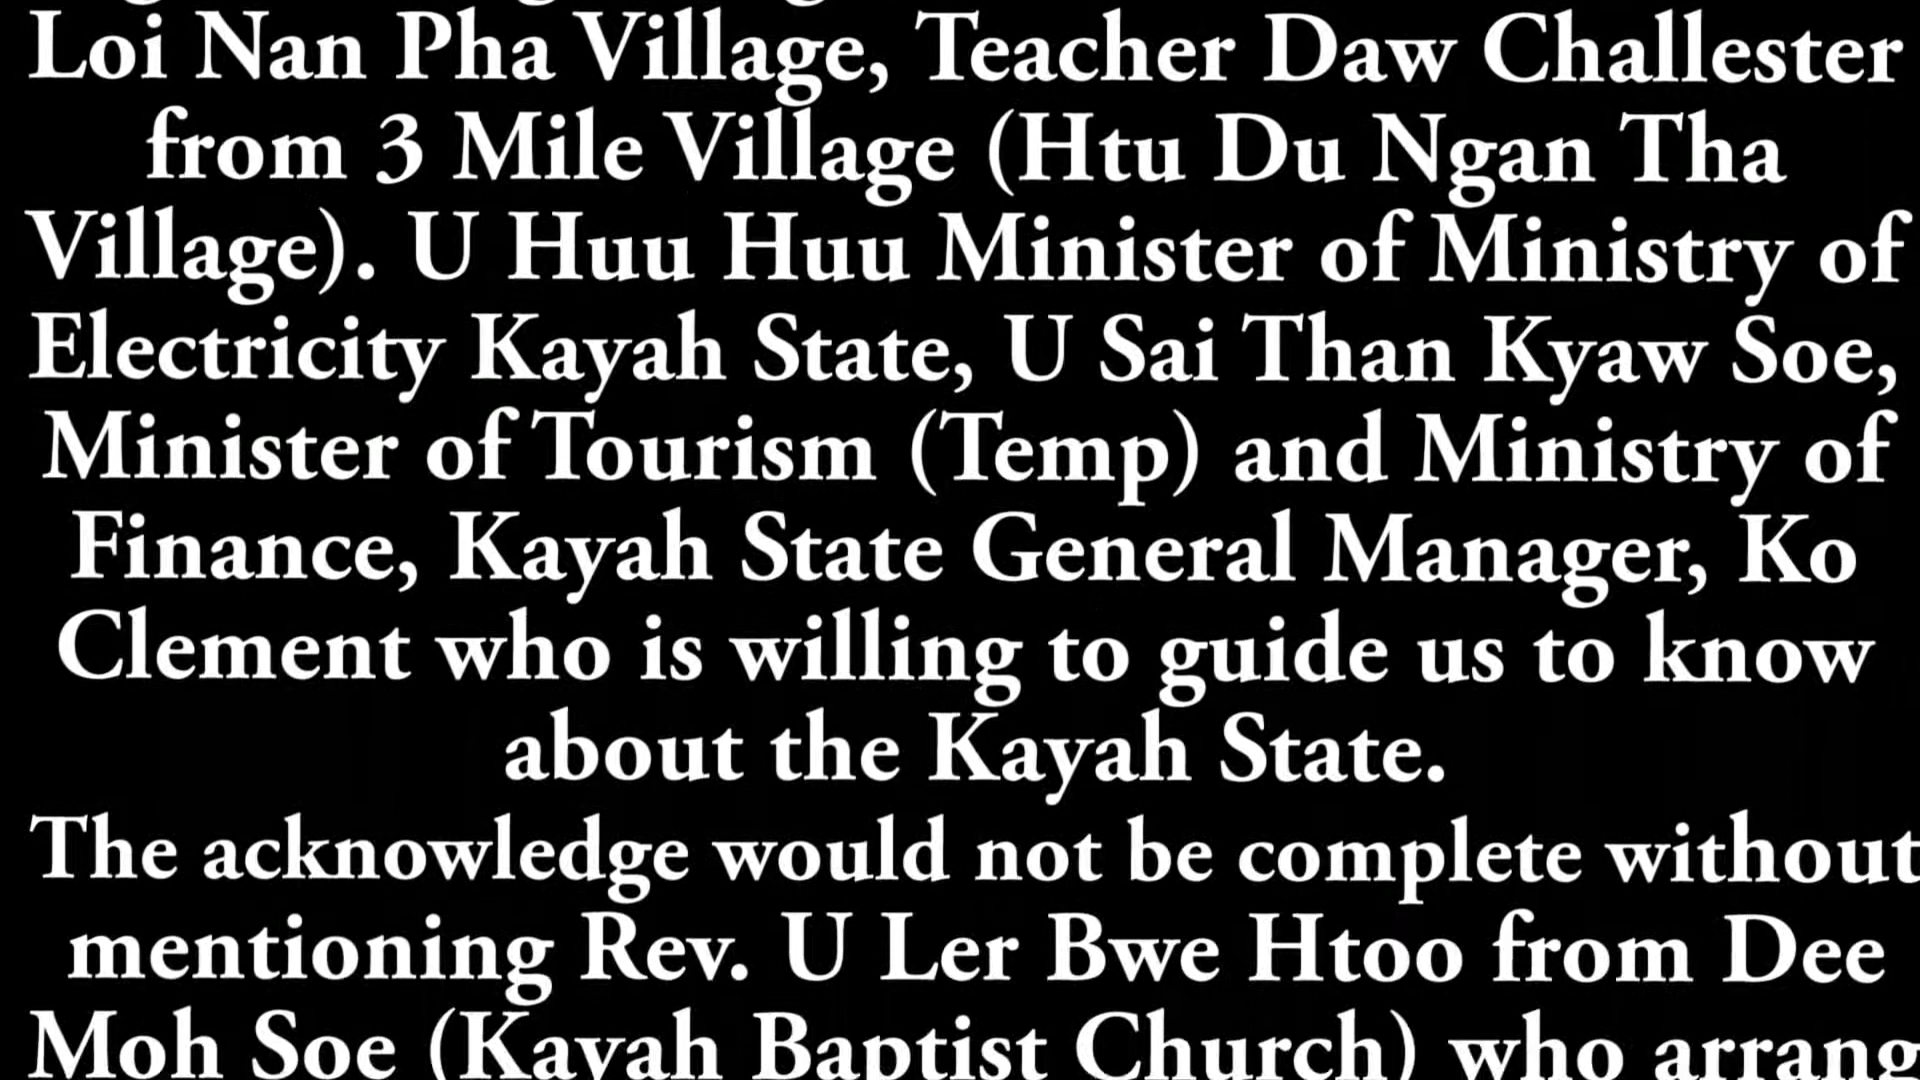 Loi Nan Pha Village, Teacher Daw Challester
from 3 Mile Village (Htu Du Ngan Tha
Village). U Huu Huu Minister of Ministry of
Electricity Kayah State, U Sai Than Kyaw Soe,
Minister of Tourism (Temp) and Ministry of
Finance, Kayah State General Manager, Ko
Clement who is willing to guide us to know
about the Kayah State.
The acknowledge would not be complete without
mentioning Rev. U Ler Bwe Htoo from Dee
Moh Soe (Kayah Baptist Church) who arrang